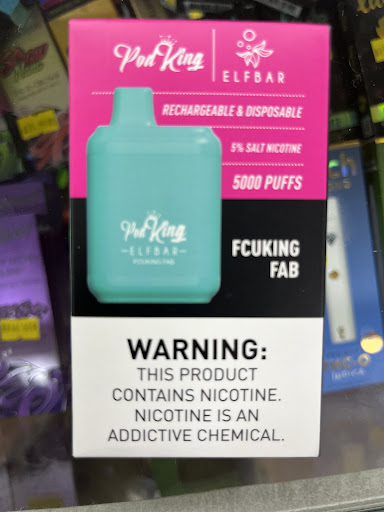 Pod King
ELFBAR
RECHARGEABLE & DISPOSABLE
5% SALT NICOTINE
5000 PUFFS
Pod King
ELFBAR
FCUKING FAB
FCUKING
FAB
WARNING:
THIS PRODUCT
CONTAINS NICOTINE.
NICOTINE IS AN
ADDICTIVE CHEMICAL.